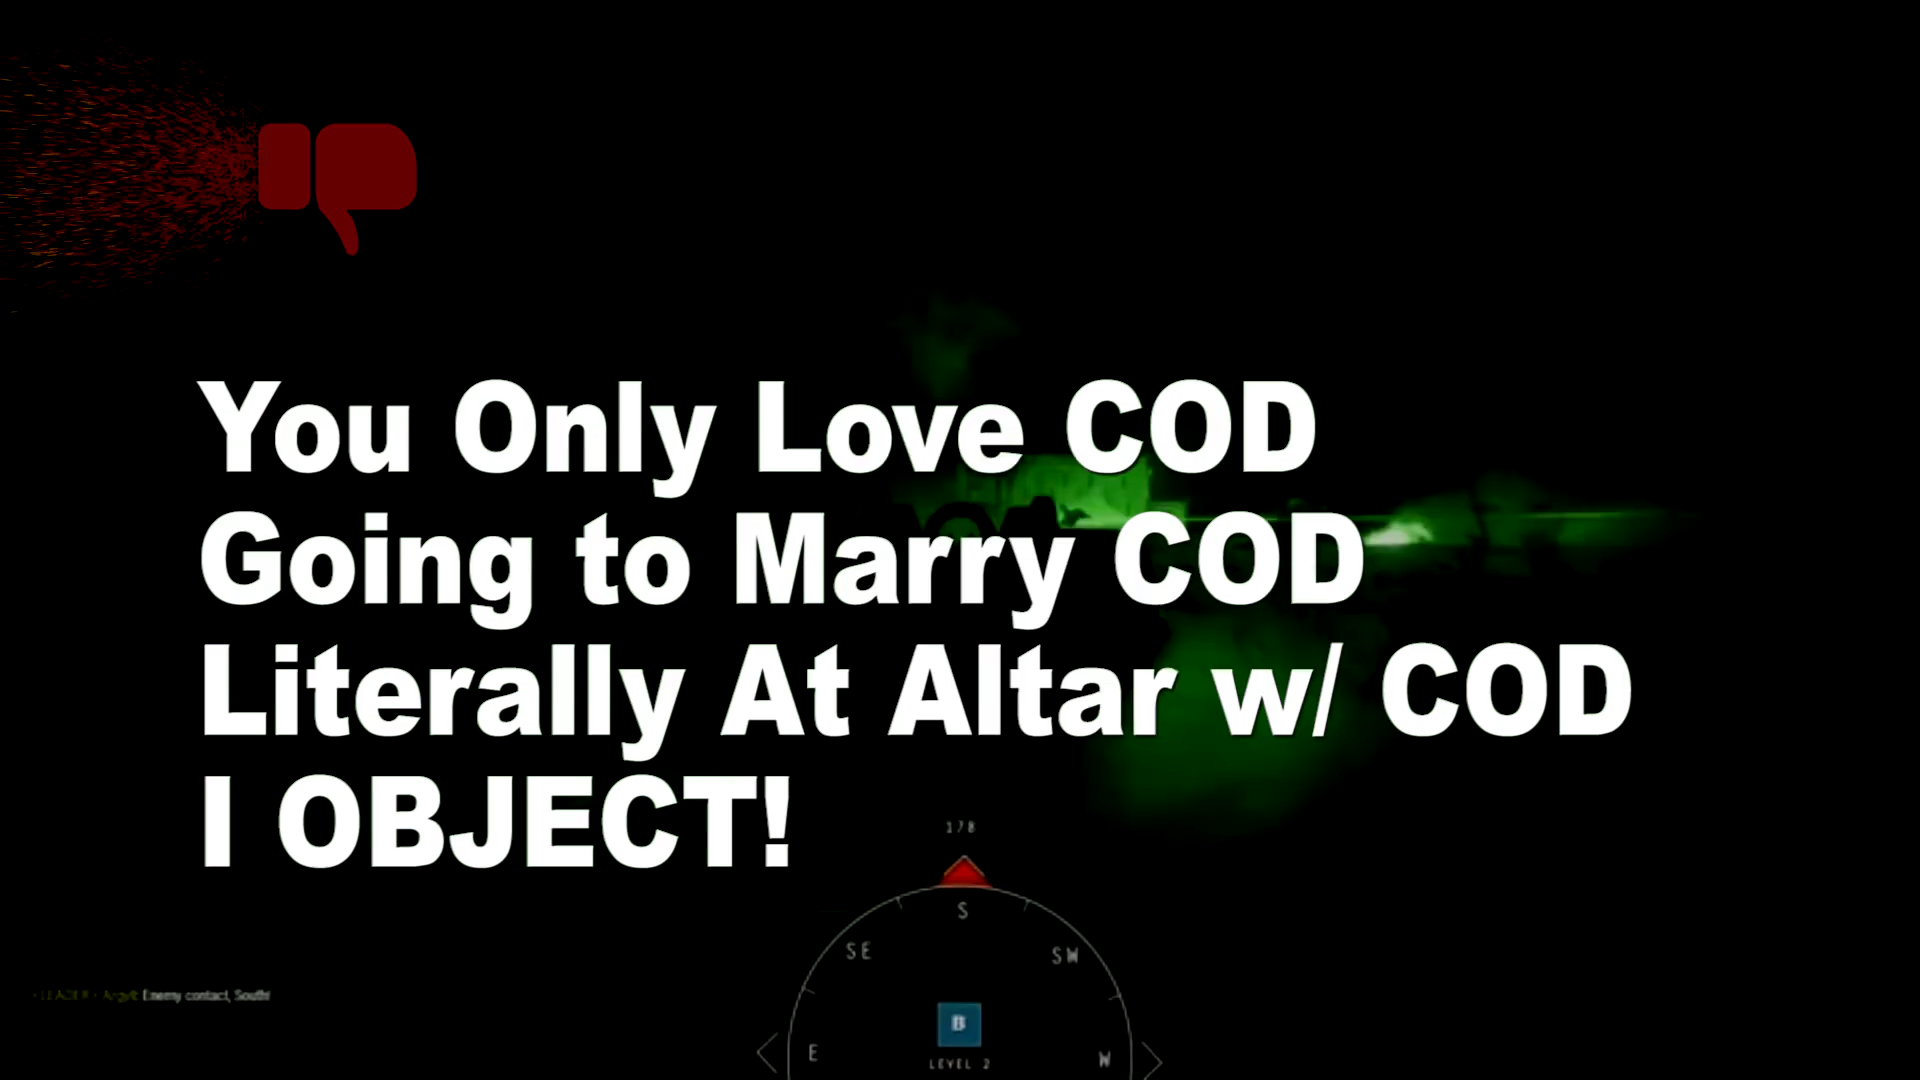 You Only Love COD
Going to Marry COD
Literally At Altar w/ COD
I OBJECT!
178
S
SE
SW
Enemy contact, South!
B
E
W
LEVEL 2